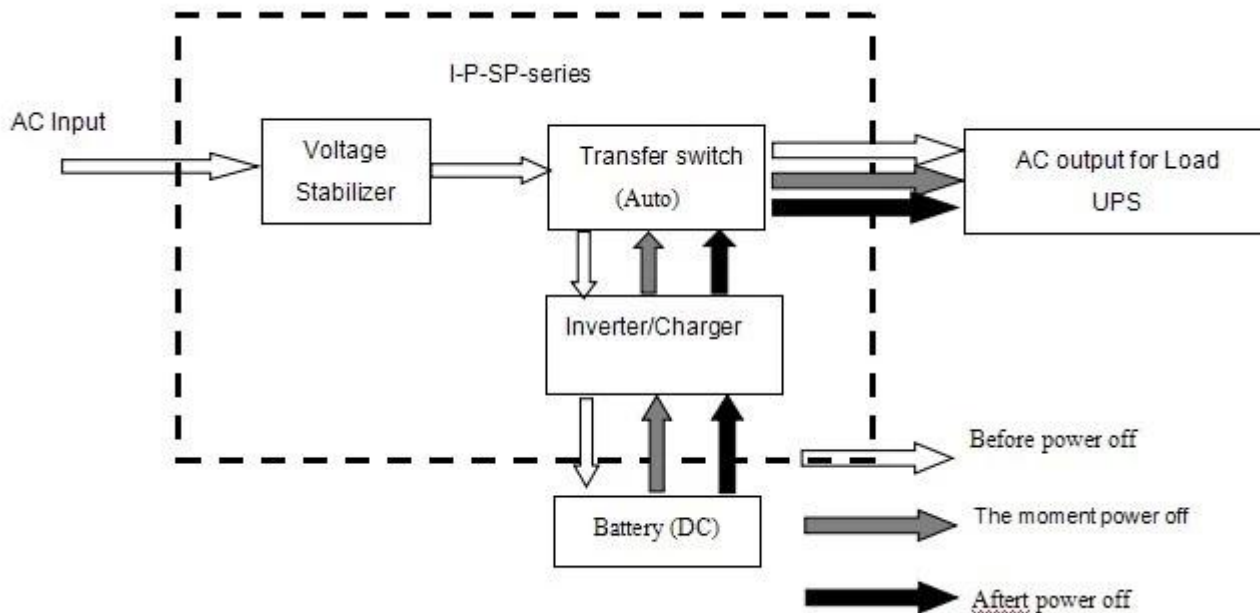 I-P-SP-series
AC Input
Voltage
Stabilizer
Transfer switch
(Auto)
AC output for Load
UPS
Inverter/Charger
Battery (DC)
Before power off
The moment power off
Aftert power off